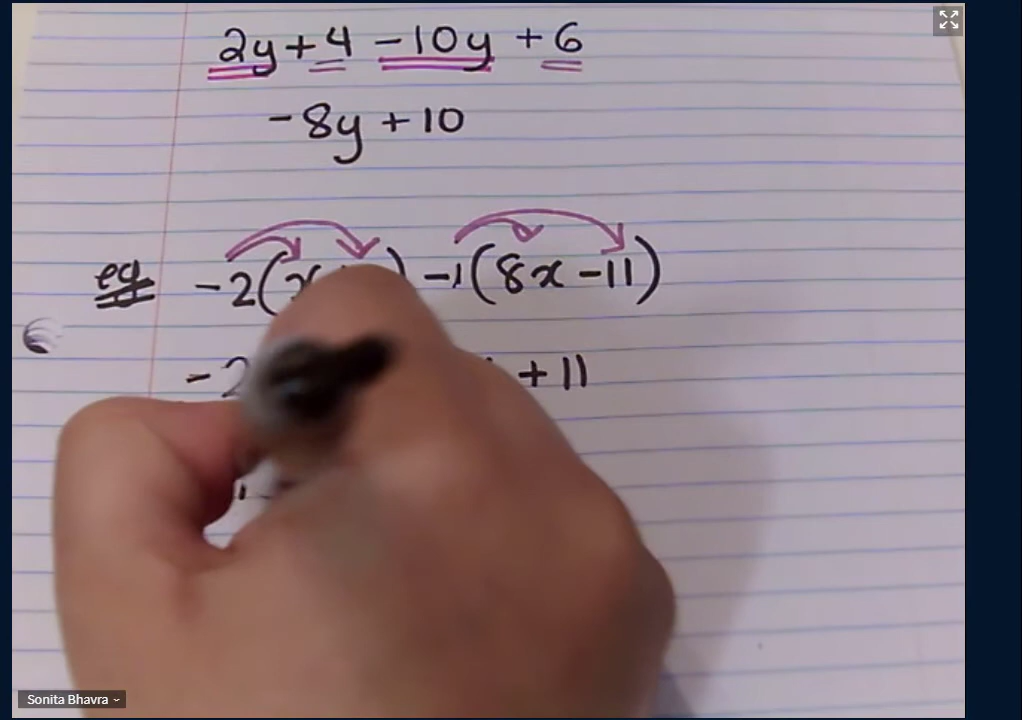 2y + 4 - 10y + 6
-8y + 10
eg -2(x ) -1(8x - 11)
-2 + 11
Sonita Bhavra